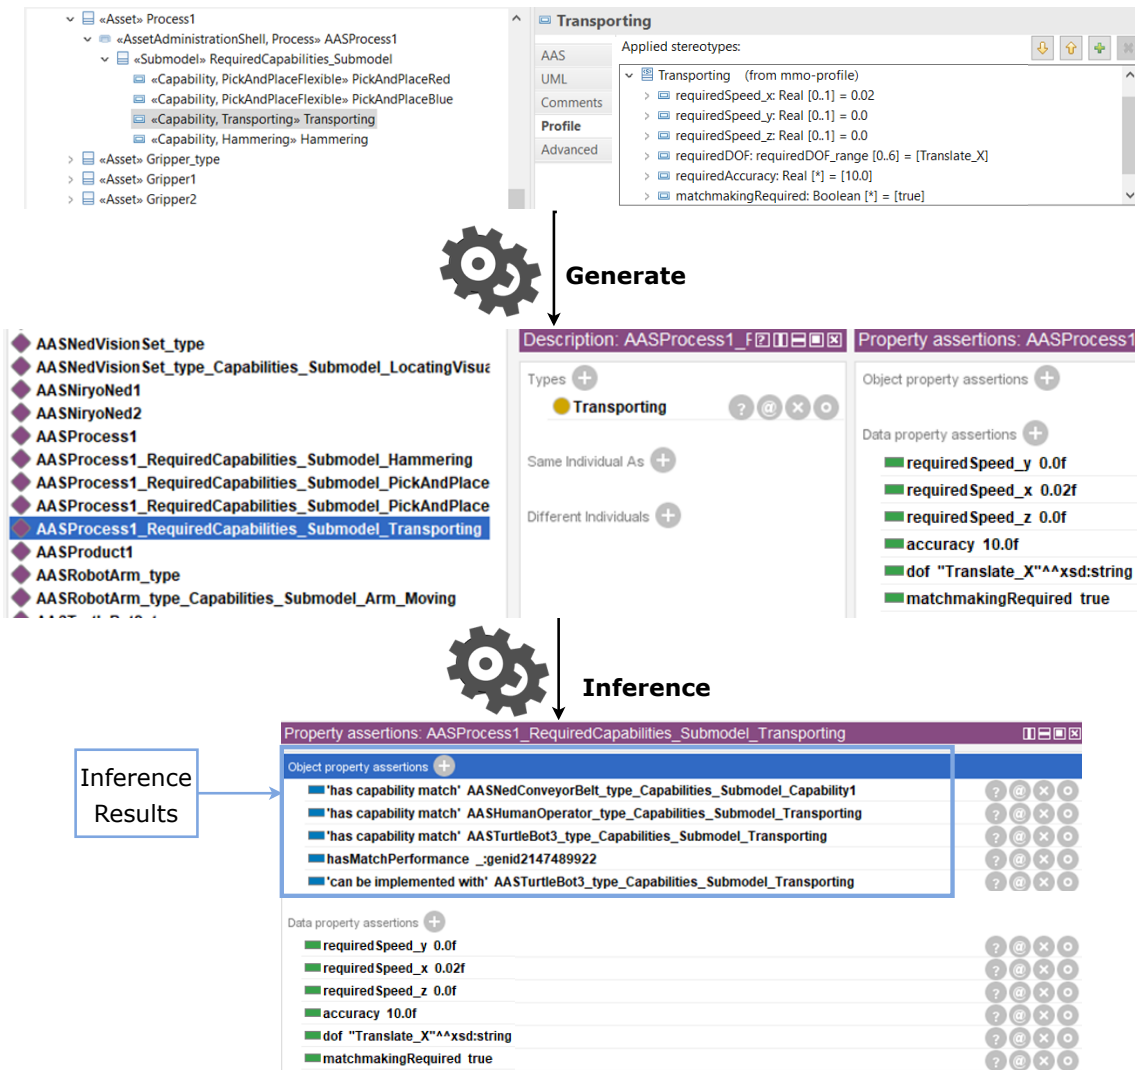 «Asset» Process1
«AssetAdministrationShell, Process» AASProcess1
«Submodel» RequiredCapabilities_Submodel
«Capability, PickAndPlaceFlexible» PickAndPlaceRed
«Capability, PickAndPlaceFlexible» PickAndPlaceBlue
«Capability, Transporting» Transporting
«Capability, Hammering» Hammering
«Asset» Gripper_type
«Asset» Gripper1
«Asset» Gripper2
Transporting
AAS
UML
Comments
Profile
Advanced
Applied stereotypes:
Transporting (from mmo-profile)
requiredSpeed_x: Real [0..1] = 0.02
requiredSpeed_y: Real [0..1] = 0.0
requiredSpeed_z: Real [0..1] = 0.0
requiredDOF: requiredDOF_range [0..6] = [Translate_X]
requiredAccuracy: Real [*] = [10.0]
matchmakingRequired: Boolean [*] = [true]
Generate
AASNedVisionSet_type
AASNedVisionSet_type_Capabilities_Submodel_LocatingVisua
AASNiryoNed1
AASNiryoNed2
AASProcess1
AASProcess1_RequiredCapabilities_Submodel_Hammering
AASProcess1_RequiredCapabilities_Submodel_PickAndPlace
AASProcess1_RequiredCapabilities_Submodel_PickAndPlace
AASProcess1_RequiredCapabilities_Submodel_Transporting
AASProduct1
AASRobotArm_type
AASRobotArm_type_Capabilities_Submodel_Arm_Moving
Description: AASProcess1_F
Types
Transporting
Same Individual As
Different Individuals
Property assertions: AASProcess1
Object property assertions
Data property assertions
requiredSpeed_y 0.0f
requiredSpeed_x 0.02f
requiredSpeed_z 0.0f
accuracy 10.0f
dof "Translate_X"^^xsd:string
matchmakingRequired true
Inference
Inference
Results
Property assertions: AASProcess1_RequiredCapabilities_Submodel_Transporting
Object property assertions
'has capability match' AASNedConveyorBelt_type_Capabilities_Submodel_Capability1
'has capability match' AASHumanOperator_type_Capabilities_Submodel_Transporting
'has capability match' AASTurtleBot3_type_Capabilities_Submodel_Transporting
hasMatchPerformance _:genid2147489922
'can be implemented with' AASTurtleBot3_type_Capabilities_Submodel_Transporting
Data property assertions
requiredSpeed_y 0.0f
requiredSpeed_x 0.02f
requiredSpeed_z 0.0f
accuracy 10.0f
dof "Translate_X"^^xsd:string
matchmakingRequired true